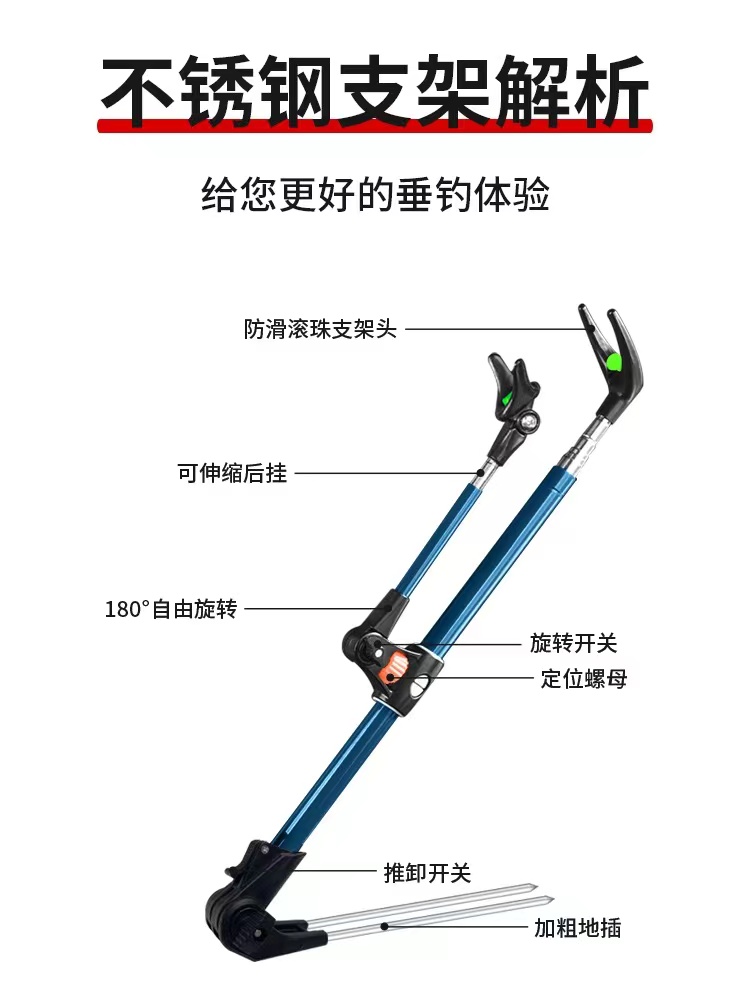 不锈钢支架解析
给您更好的垂钓体验
防滑滚珠支架头
可伸缩后挂
180°自由旋转
旋转开关
定位螺母
推卸开关
加粗地插